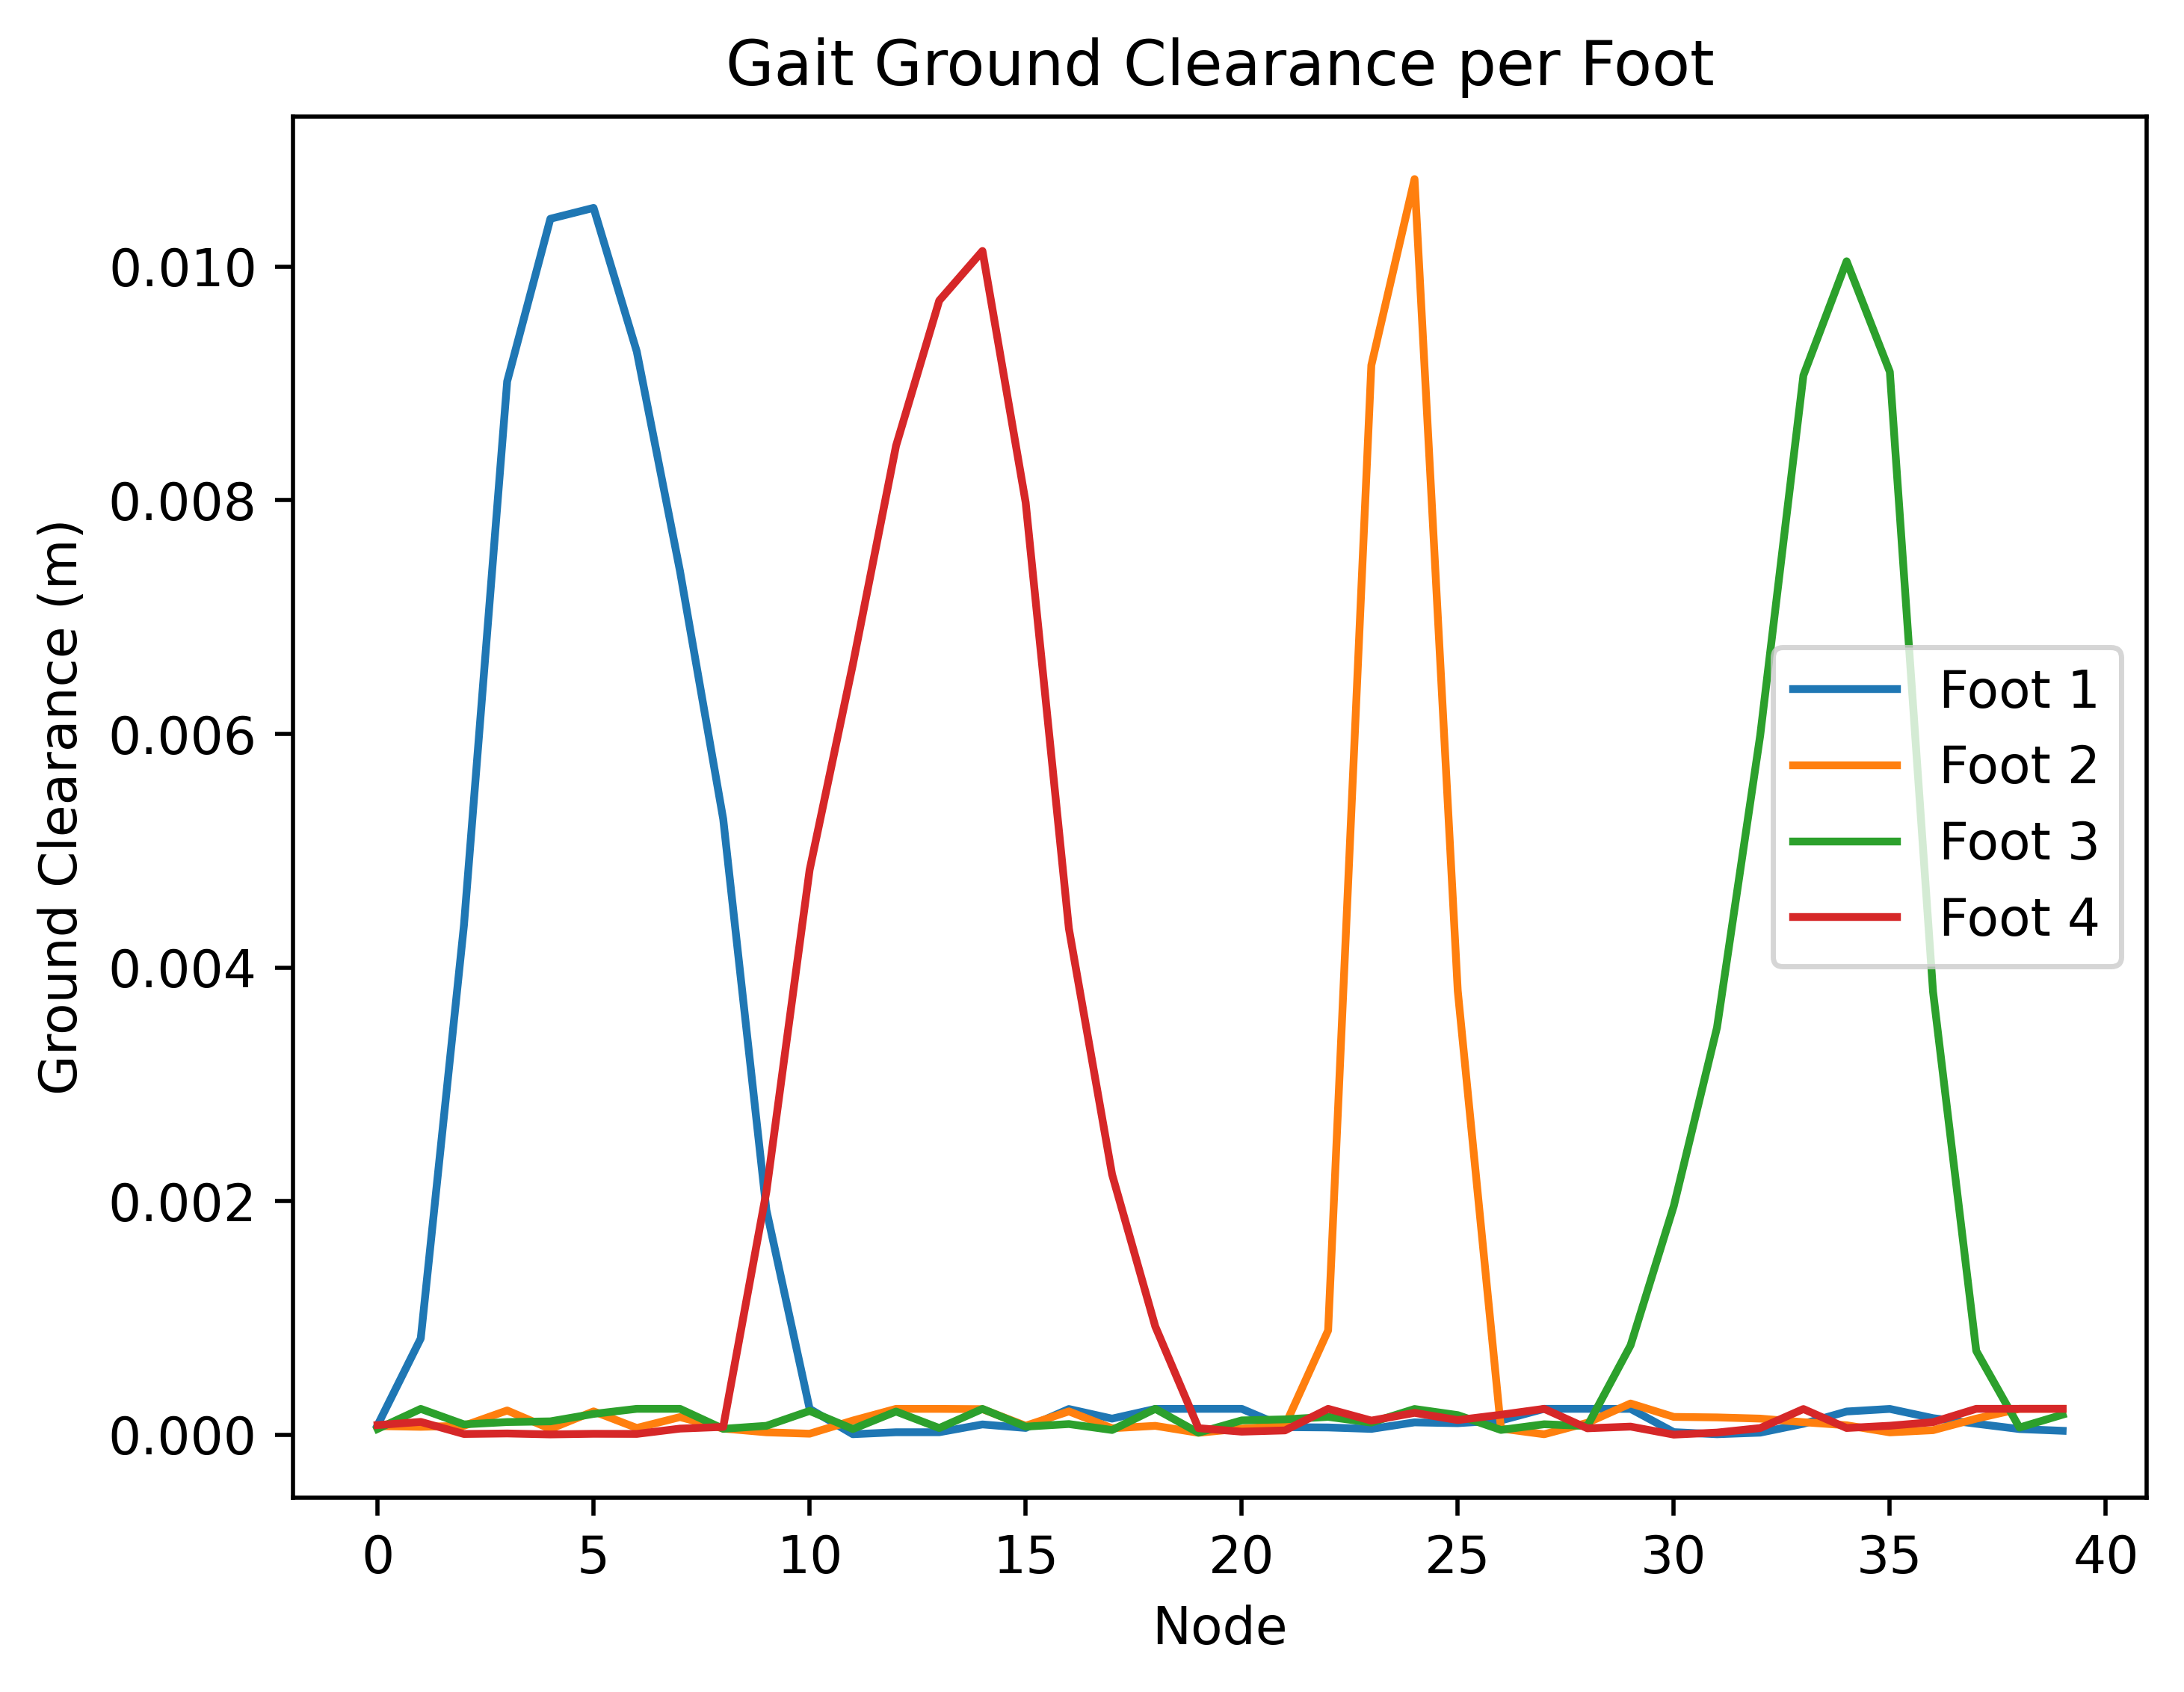 Gait Ground Clearance per Foot
Ground Clearance (m)
0.010
0.008
0.006
0.004
0.002
0.000
Foot 1
Foot 2
Foot 3
Foot 4
0 5 10 15 20 25 30 35 40
Node